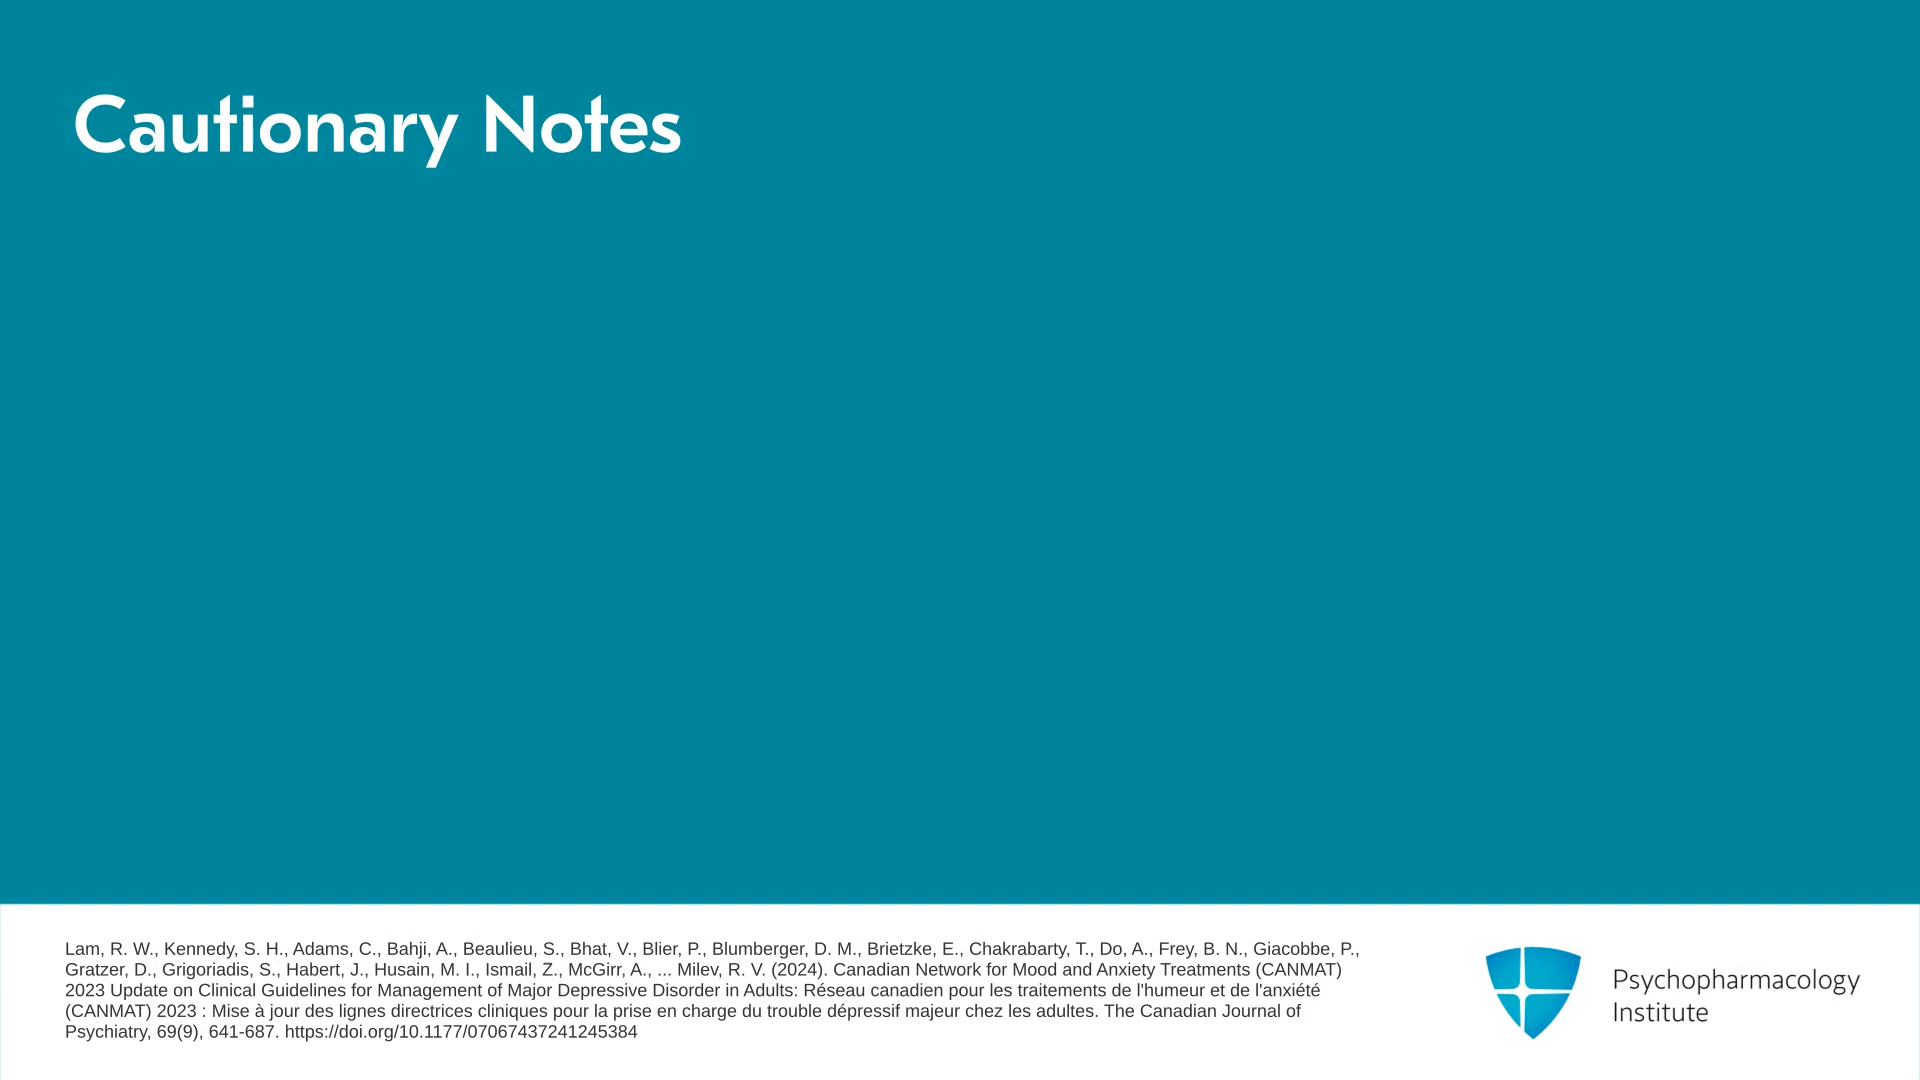 Cautionary Notes
Lam, R. W., Kennedy, S. H., Adams, C., Bahji, A., Beaulieu, S., Bhat, V., Blier, P., Blumberger, D. M., Brietzke, E., Chakrabarty, T., Do, A., Frey, B. N., Giacobbe, P.,
Gratzer, D., Grigoriadis, S., Habert, J., Husain, M. I., Ismail, Z., McGirr, A., ... Milev, R. V. (2024). Canadian Network for Mood and Anxiety Treatments (CANMAT)
2023 Update on Clinical Guidelines for Management of Major Depressive Disorder in Adults: Réseau canadien pour les traitements de l'humeur et de l'anxiété
(CANMAT) 2023 : Mise à jour des lignes directrices cliniques pour la prise en charge du trouble dépressif majeur chez les adultes. The Canadian Journal of
Psychiatry, 69(9), 641-687. https://doi.org/10.1177/07067437241245384
Psychopharmacology
Institute